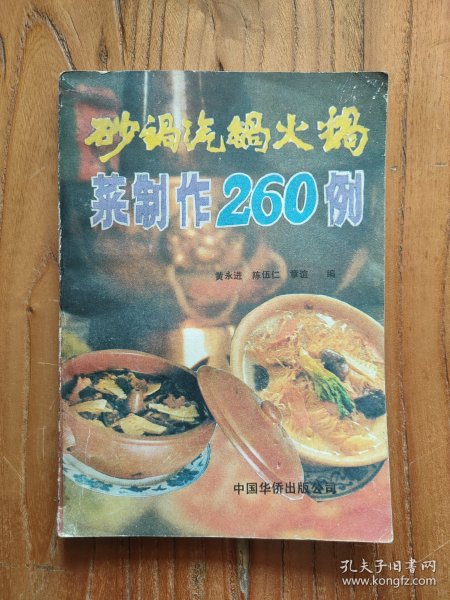 砂锅汽锅火锅
菜制作260例
黄永进 陈伍仁 章谊 编
中国华侨出版公司
孔夫子旧书网
www.kongfz.com